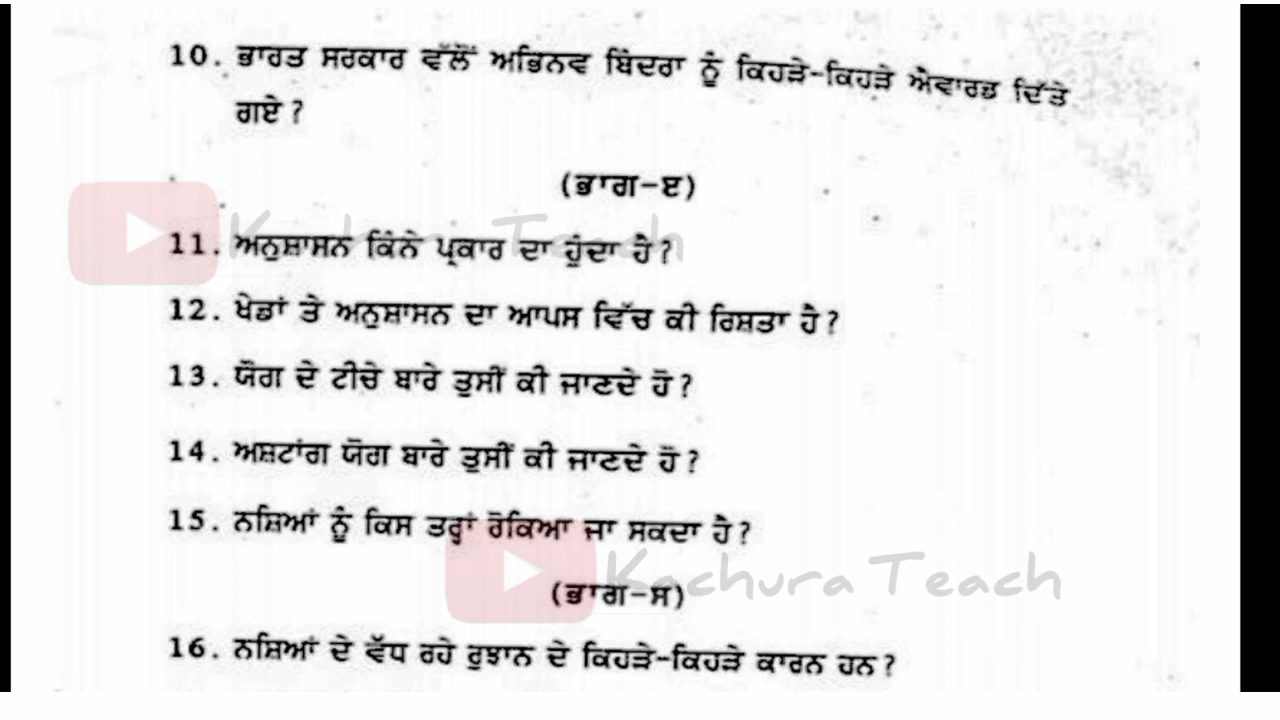 10. ਭਾਰਤ ਸਰਕਾਰ ਵੱਲੋਂ ਅਭਿਨਵ ਬਿੰਦਰਾ ਨੂੰ ਕਿਹੜੇ-ਕਿਹੜੇ ਐਵਾਰਡ ਦਿੱਤੇ
ਗਏ ?
(ਭਾਗ-ੲ)
Kachura Teach
11. ਅਨੁਸ਼ਾਸਨ ਕਿੰਨੇ ਪ੍ਰਕਾਰ ਦਾ ਹੁੰਦਾ ਹੈ ?
12. ਖੇਡਾਂ ਤੇ ਅਨੁਸ਼ਾਸਨ ਦਾ ਆਪਸ ਵਿੱਚ ਕੀ ਰਿਸ਼ਤਾ ਹੈ ?
13. ਯੋਗ ਦੇ ਟੀਚੇ ਬਾਰੇ ਤੁਸੀਂ ਕੀ ਜਾਣਦੇ ਹੋ ?
14. ਅਸ਼ਟਾਂਗ ਯੋਗ ਬਾਰੇ ਤੁਸੀਂ ਕੀ ਜਾਣਦੇ ਹੋ ?
15. ਨਸ਼ਿਆਂ ਨੂੰ ਕਿਸ ਤਰ੍ਹਾਂ ਰੋਕਿਆ ਜਾ ਸਕਦਾ ਹੈ ?
Kachura Teach
(ਭਾਗ-ਸ)
16. ਨਸ਼ਿਆਂ ਦੇ ਵੱਧ ਰਹੇ ਰੁਝਾਨ ਦੇ ਕਿਹੜੇ-ਕਿਹੜੇ ਕਾਰਨ ਹਨ ?